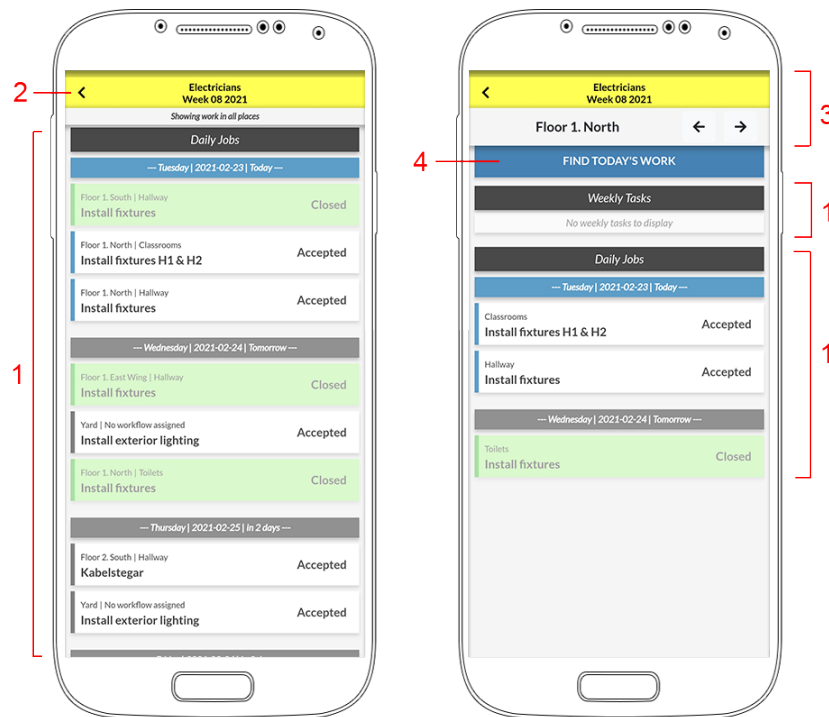 Electricians
Week 08 2021
Showing work in all places
Daily Jobs
--- Tuesday | 2021-02-23 | Today ---
Floor 1. South | Hallway
Install fixtures
Closed
Floor 1. North | Classrooms
Install fixtures H1 & H2
Accepted
Floor 1. North | Hallway
Install fixtures
Accepted
--- Wednesday | 2021-02-24 | Tomorrow ---
Floor 1. East Wing | Hallway
Install fixtures
Closed
Yard | No workflow assigned
Install exterior lighting
Accepted
Floor 1. North | Toilets
Install fixtures
Closed
--- Thursday | 2021-02-25 | In 2 days ---
Floor 2. South | Hallway
Kabelstegar
Accepted
Yard | No workflow assigned
Install exterior lighting
Accepted
2
1
Electricians
Week 08 2021
Floor 1. North
FIND TODAY'S WORK
Weekly Tasks
No weekly tasks to display
Daily Jobs
--- Tuesday | 2021-02-23 | Today ---
Classrooms
Install fixtures H1 & H2
Accepted
Hallway
Install fixtures
Accepted
--- Wednesday | 2021-02-24 | Tomorrow ---
Toilets
Install fixtures
Closed
4
3
1
1